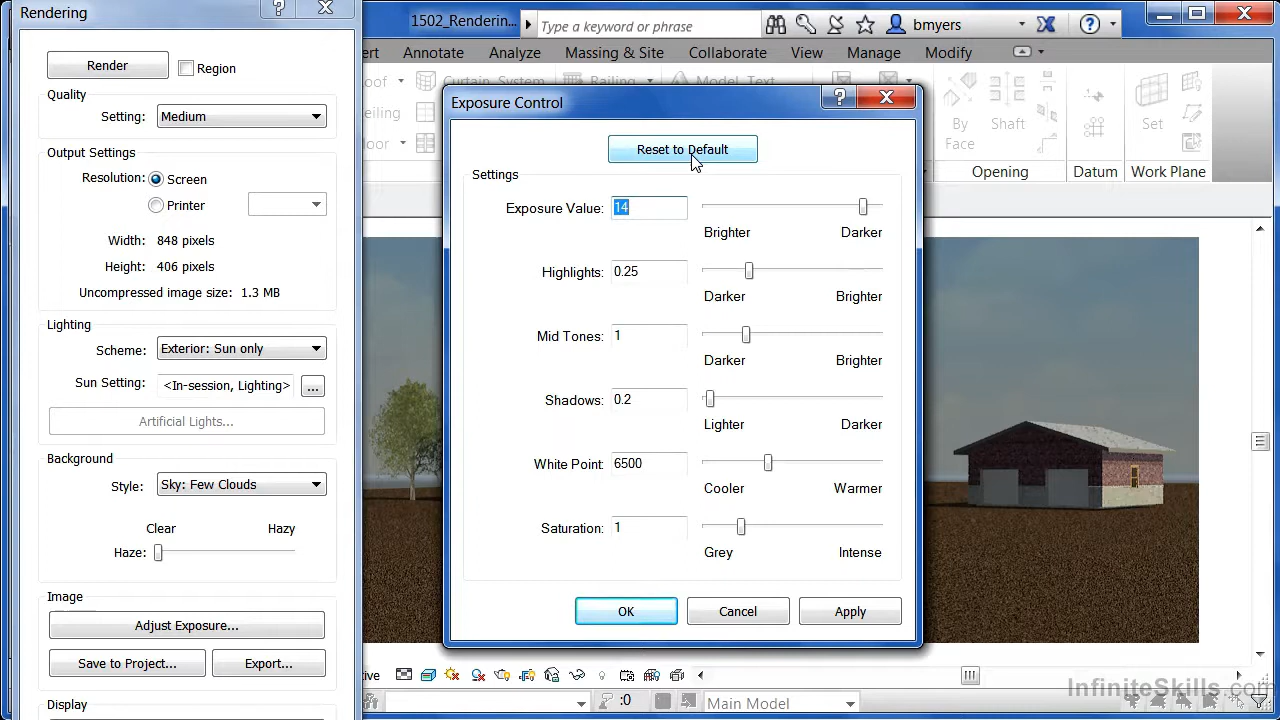 Rendering
?
Render
Region
Quality
Setting: Medium
Output Settings
Resolution: Screen
Printer
Width: 848 pixels
Height: 406 pixels
Uncompressed image size: 1.3 MB
Lighting
Scheme: Exterior: Sun only
Sun Setting: <In-session, Lighting> ...
Artificial Lights...
Background
Style: Sky: Few Clouds
Clear Hazy
Haze:
Image
Adjust Exposure...
Save to Project... Export...
Display
1502_Renderin... Type a keyword or phrase bmyers ?
Annotate Analyze Massing & Site Collaborate View Manage Modify
Curtain System Railing Model Text
By
Face
Shaft
Set
Opening Datum Work Plane
Exposure Control
?
Reset to Default
Settings
Exposure Value: 14
Brighter Darker
Highlights: 0.25
Darker Brighter
Mid Tones: 1
Darker Brighter
Shadows: 0.2
Lighter Darker
White Point: 6500
Cooler Warmer
Saturation: 1
Grey Intense
OK Cancel Apply
:0 Main Model
InfiniteSkills.com